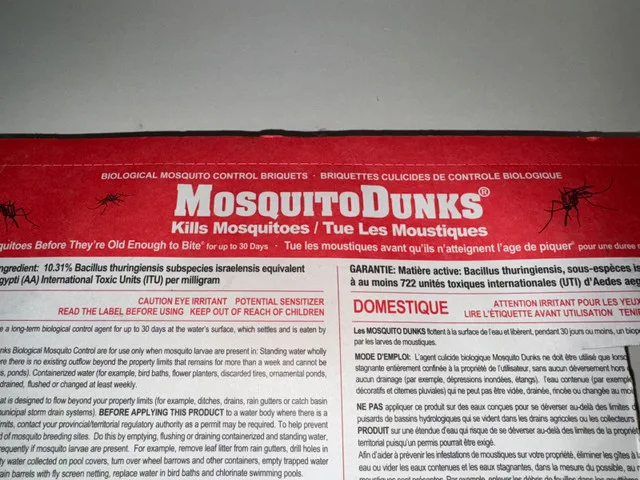 BIOLOGICAL MOSQUITO CONTROL BRIQUETS · BRIQUETTES CULICIDES DE CONTROLE BIOLOGIQUE
MOSQUITODUNKS®
Kills Mosquitoes / Tue Les Moustiques
quitoes Before They're Old Enough to Bite® for up to 30 Days · Tue les moustiques avant qu'ils n'atteignent l'age de piquer® pour une durée
ngredient: 10.31% Bacillus thuringiensis subspecies israelensis equivalent
gypti (AA) International Toxic Units (ITU) per milligram
CAUTION EYE IRRITANT POTENTIAL SENSITIZER
READ THE LABEL BEFORE USING KEEP OUT OF REACH OF CHILDREN
e a long-term biological control agent for up to 30 days at the water's surface, which settles and is eaten by
nks Biological Mosquito Control are for use only when mosquito larvae are present in: Standing water wholly
ere there is no existing outflow beyond the property limits that remains for more than a week and cannot be
s, ponds). Containerized water (for example, bird baths, flower planters, discarded tires, ornamental ponds,
drained, flushed or changed at least weekly.
at is designed to flow beyond your property limits (for example, ditches, drains, rain gutters or catch basin
unicipal storm drain systems). BEFORE APPLYING THIS PRODUCT to a water body where there is a
imits, contact your provincial/territorial regulatory authority as a permit may be required. To help prevent
d of mosquito breeding sites. Do this by emptying, flushing or draining containerized and standing water,
equently if mosquito larvae are present. For example, remove leaf litter from rain gutters, drill holes in
y water collected on pool covers, turn over wheel barrows and other containers, empty trapped water
ain barrels with fly screen netting, replace water in bird baths and chlorinate swimming pools.
GARANTIE: Matière active: Bacillus thuringiensis, sous-espèces is
à au moins 722 unités toxiques internationales (UTI) d'Aedes aeg
DOMESTIQUE
ATTENTION IRRITANT POUR LES YEU
LIRE L'ÉTIQUETTE AVANT UTILISATION TENI
Les MOSQUITO DUNKS flottent à la surface de l'eau et libèrent, pendant 30 jours ou moins, un bio
par les larves de moustiques.
MODE D'EMPLOI: L'agent culicide biologique Mosquito Dunks ne doit être utilisé que lorsq
stagnante entièrement confinée à la propriété de l'utilisateur, sans aucun déversement hors
aucun drainage (par exemple, dépressions inondées, étangs). L'eau contenue (par exemple
décoratifs et citernes pluviales) qui ne peut pas être vidée, drainée, rincée ou changée au moi
NE PAS appliquer ce produit sur des eaux conçues pour se déverser au-delà des limites d
puisards de bassins hydrologiques qui se vident dans les drains agricoles ou les collecteurs
PRODUIT sur une étendue d'eau qui risque de se déverser au-delà des limites de la propriét
territorial puisqu'un permis pourrait être exigé.
Afin d'aider à prévenir les infestations de moustiques sur votre propriété, éliminez les gîtes à l
eau ou vider les eaux contenues et les eaux stagnantes, dans la mesure du possible, au